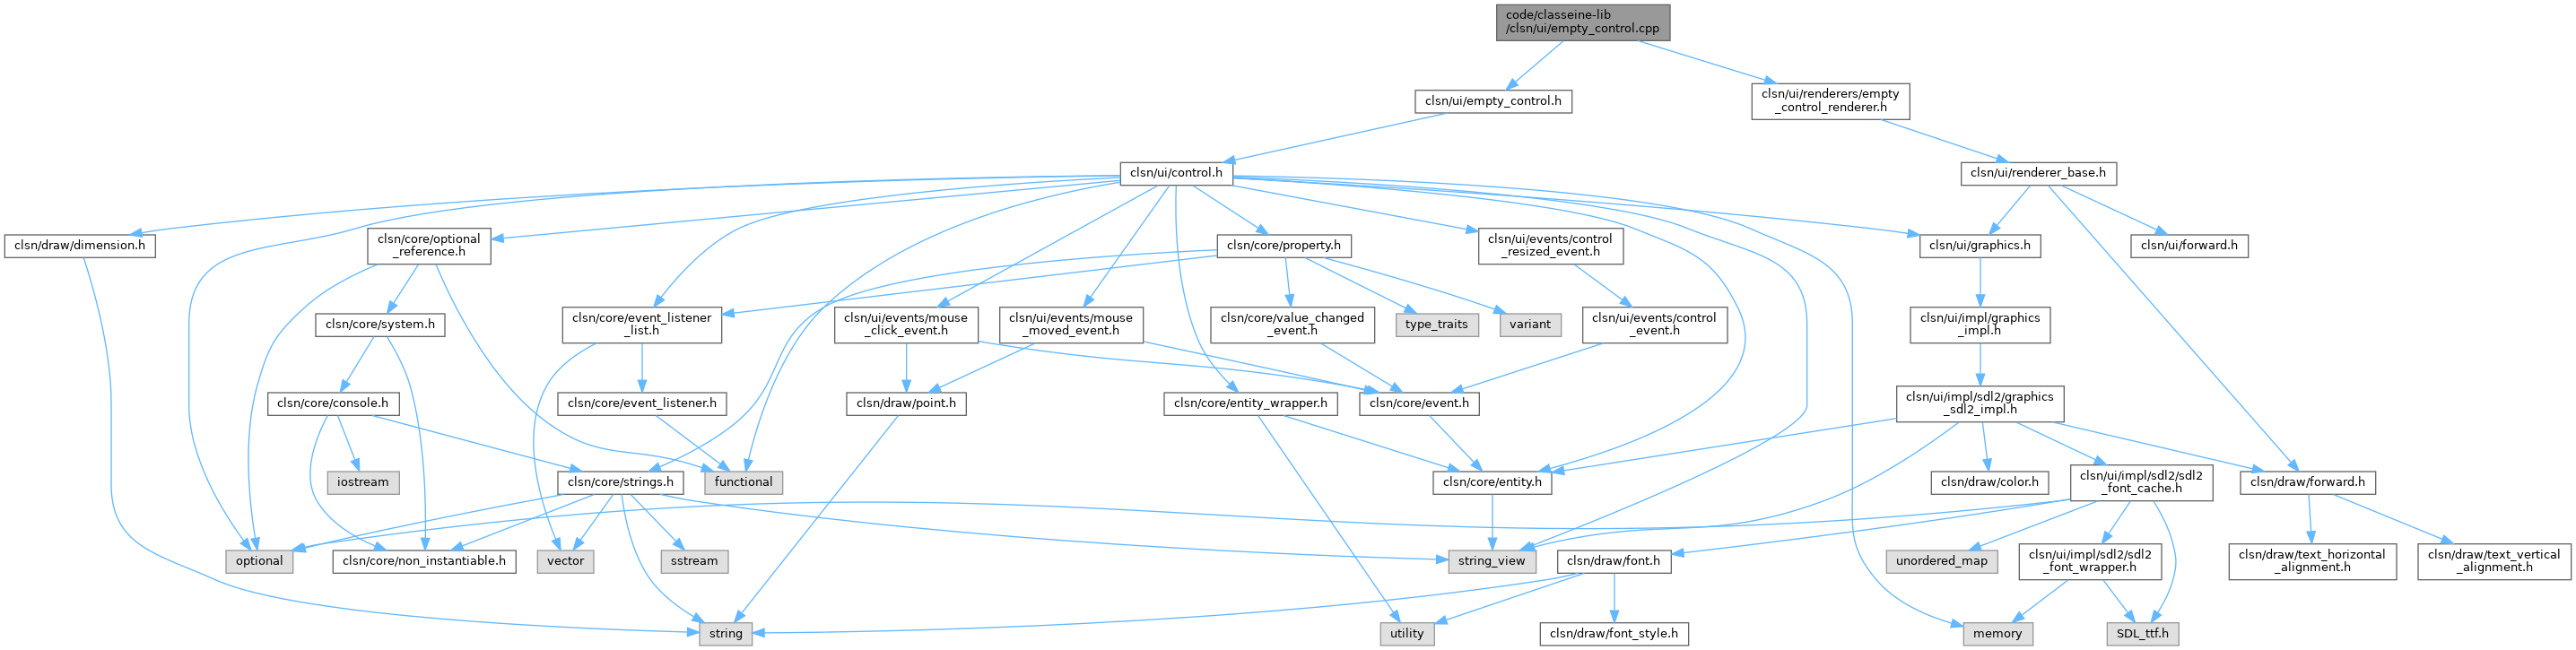 code/classeine-lib
/clsn/ui/empty_control.cpp
clsn/ui/empty_control.h
clsn/ui/renderers/empty
_control_renderer.h
clsn/ui/control.h
clsn/ui/renderer_base.h
clsn/draw/dimension.h
clsn/core/optional
_reference.h
clsn/core/property.h
clsn/ui/events/control
_resized_event.h
clsn/ui/graphics.h
clsn/ui/forward.h
clsn/core/system.h
clsn/core/event_listener
_list.h
clsn/ui/events/mouse
_click_event.h
clsn/ui/events/mouse
_moved_event.h
clsn/core/value_changed
_event.h
type_traits
variant
clsn/ui/events/control
_event.h
clsn/ui/impl/graphics
_impl.h
clsn/core/console.h
clsn/core/event_listener.h
clsn/draw/point.h
clsn/core/entity_wrapper.h
clsn/core/event.h
clsn/ui/impl/sdl2/graphics
_sdl2_impl.h
iostream
clsn/core/strings.h
functional
clsn/core/entity.h
clsn/draw/color.h
clsn/ui/impl/sdl2/sdl2
_font_cache.h
clsn/draw/forward.h
optional
clsn/core/non_instantiable.h
vector
sstream
string_view
clsn/draw/font.h
unordered_map
clsn/ui/impl/sdl2/sdl2
_font_wrapper.h
clsn/draw/text_horizontal
_alignment.h
clsn/draw/text_vertical
_alignment.h
string
utility
clsn/draw/font_style.h
memory
SDL_ttf.h